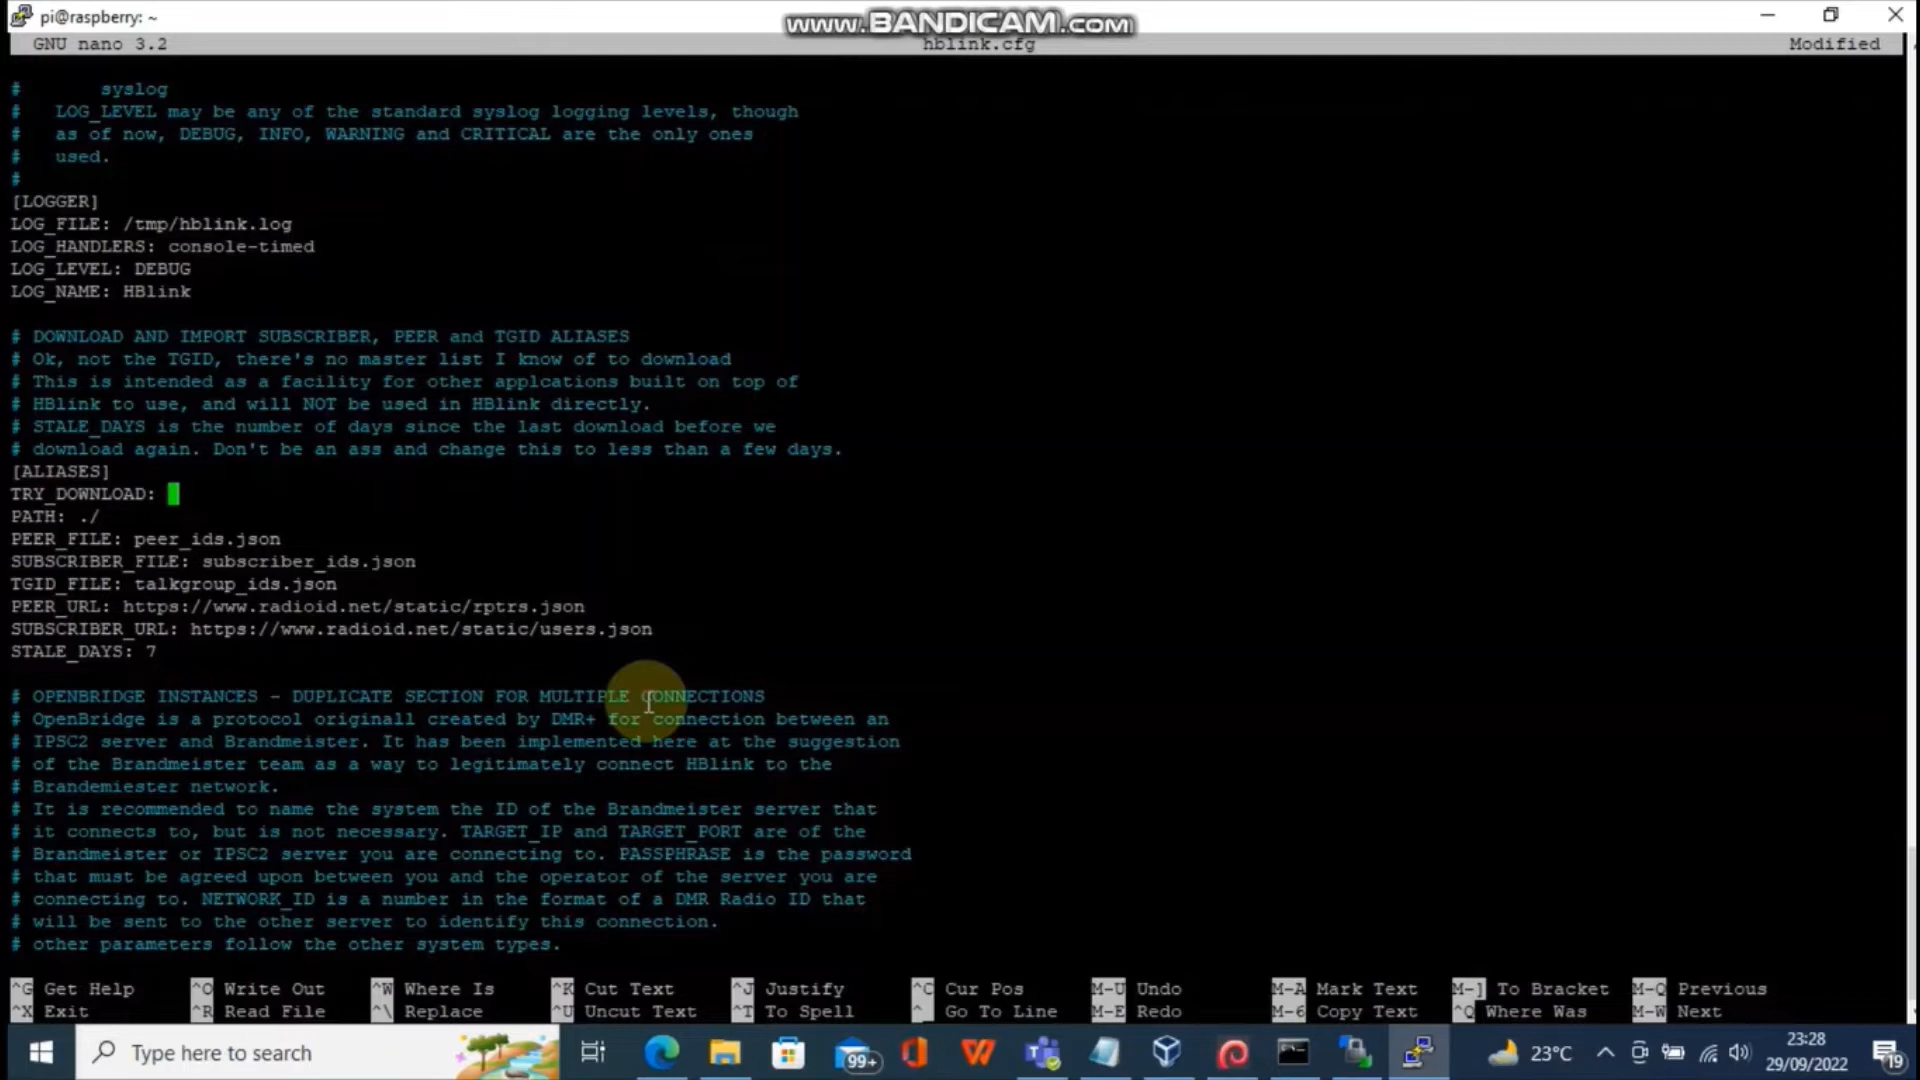 pi@raspberry: ~
www.BANDICAM.com
GNU nano 3.2 hblink.cfg Modified
# syslog
# LOG_LEVEL may be any of the standard syslog logging levels, though
# as of now, DEBUG, INFO, WARNING and CRITICAL are the only ones
# used.
#
[LOGGER]
LOG_FILE: /tmp/hblink.log
LOG_HANDLERS: console-timed
LOG_LEVEL: DEBUG
LOG_NAME: HBlink
# DOWNLOAD AND IMPORT SUBSCRIBER, PEER and TGID ALIASES
# Ok, not the TGID, there's no master list I know of to download
# This is intended as a facility for other applcations built on top of
# HBlink to use, and will NOT be used in HBlink directly.
# STALE_DAYS is the number of days since the last download before we
# download again. Don't be an ass and change this to less than a few days.
[ALIASES]
TRY_DOWNLOAD:
PATH: ./
PEER_FILE: peer_ids.json
SUBSCRIBER_FILE: subscriber_ids.json
TGID_FILE: talkgroup_ids.json
PEER_URL: https://www.radioid.net/static/rptrs.json
SUBSCRIBER_URL: https://www.radioid.net/static/users.json
STALE_DAYS: 7
# OPENBRIDGE INSTANCES - DUPLICATE SECTION FOR MULTIPLE CONNECTIONS
# OpenBridge is a protocol originall created by DMR+ for connection between an
# IPSC2 server and Brandmeister. It has been implemented here at the suggestion
# of the Brandmeister team as a way to legitimately connect HBlink to the
# Brandemiester network.
# It is recommended to name the system the ID of the Brandmeister server that
# it connects to, but is not necessary. TARGET_IP and TARGET_PORT are of the
# Brandmeister or IPSC2 server you are connecting to. PASSPHRASE is the password
# that must be agreed upon between you and the operator of the server you are
# connecting to. NETWORK_ID is a number in the format of a DMR Radio ID that
# will be sent to the other server to identify this connection.
# other parameters follow the other system types.
^G Get Help ^O Write Out ^W Where Is ^K Cut Text ^J Justify ^C Cur Pos M-U Undo M-A Mark Text M-] To Bracket M-Q Previous
^X Exit ^R Read File ^\ Replace ^U Uncut Text ^T To Spell ^_ Go To Line M-E Redo M-6 Copy Text ^Q Where Was M-W Next
Type here to search 99+ 23°C 23:28
29/09/2022 19